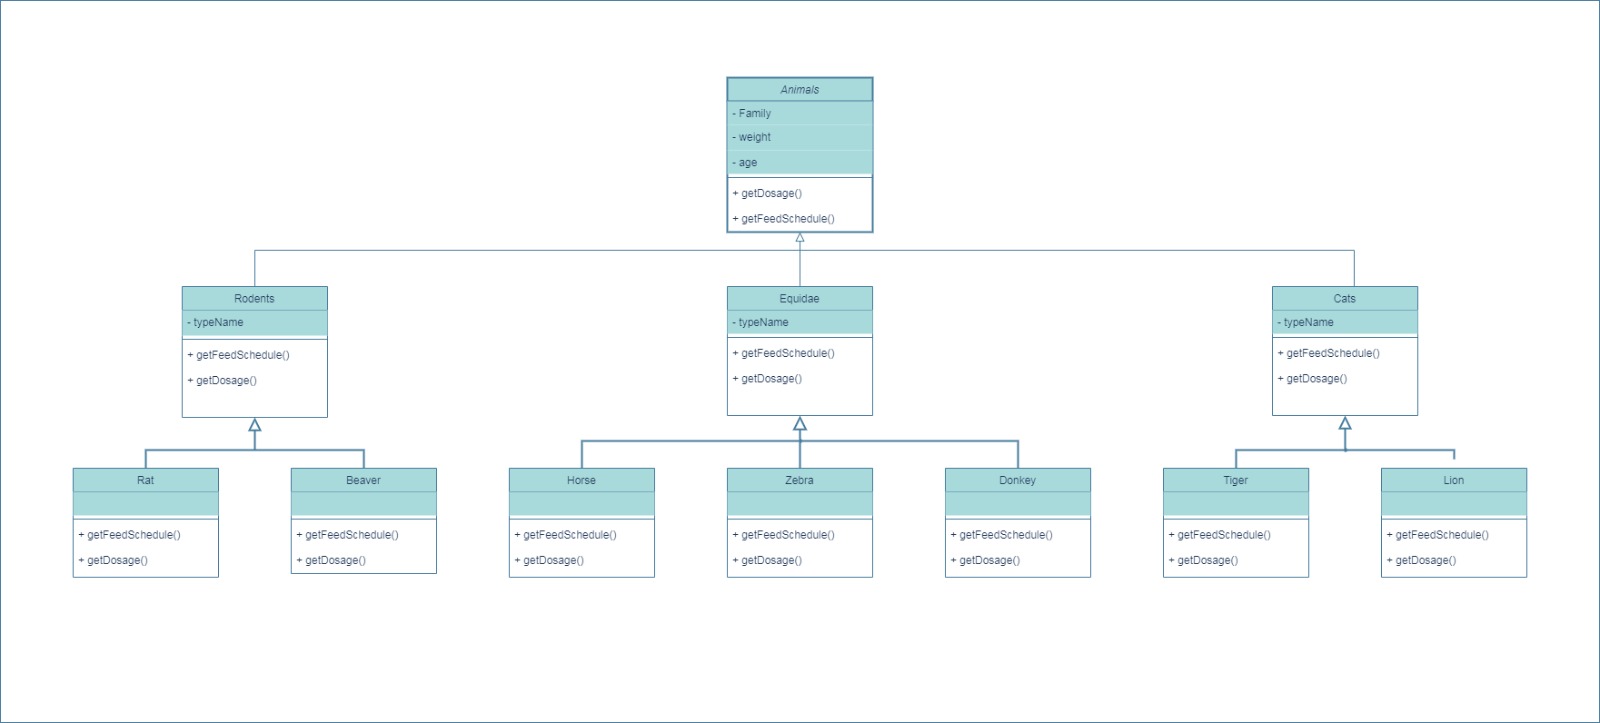 Animals
- Family
- weight
- age
+ getDosage()
+ getFeedSchedule()
Rodents
- typeName
+ getFeedSchedule()
+ getDosage()
Equidae
- typeName
+ getFeedSchedule()
+ getDosage()
Cats
- typeName
+ getFeedSchedule()
+ getDosage()
Rat
+ getFeedSchedule()
+ getDosage()
Beaver
+ getFeedSchedule()
+ getDosage()
Horse
+ getFeedSchedule()
+ getDosage()
Zebra
+ getFeedSchedule()
+ getDosage()
Donkey
+ getFeedSchedule()
+ getDosage()
Tiger
+ getFeedSchedule()
+ getDosage()
Lion
+ getFeedSchedule()
+ getDosage()